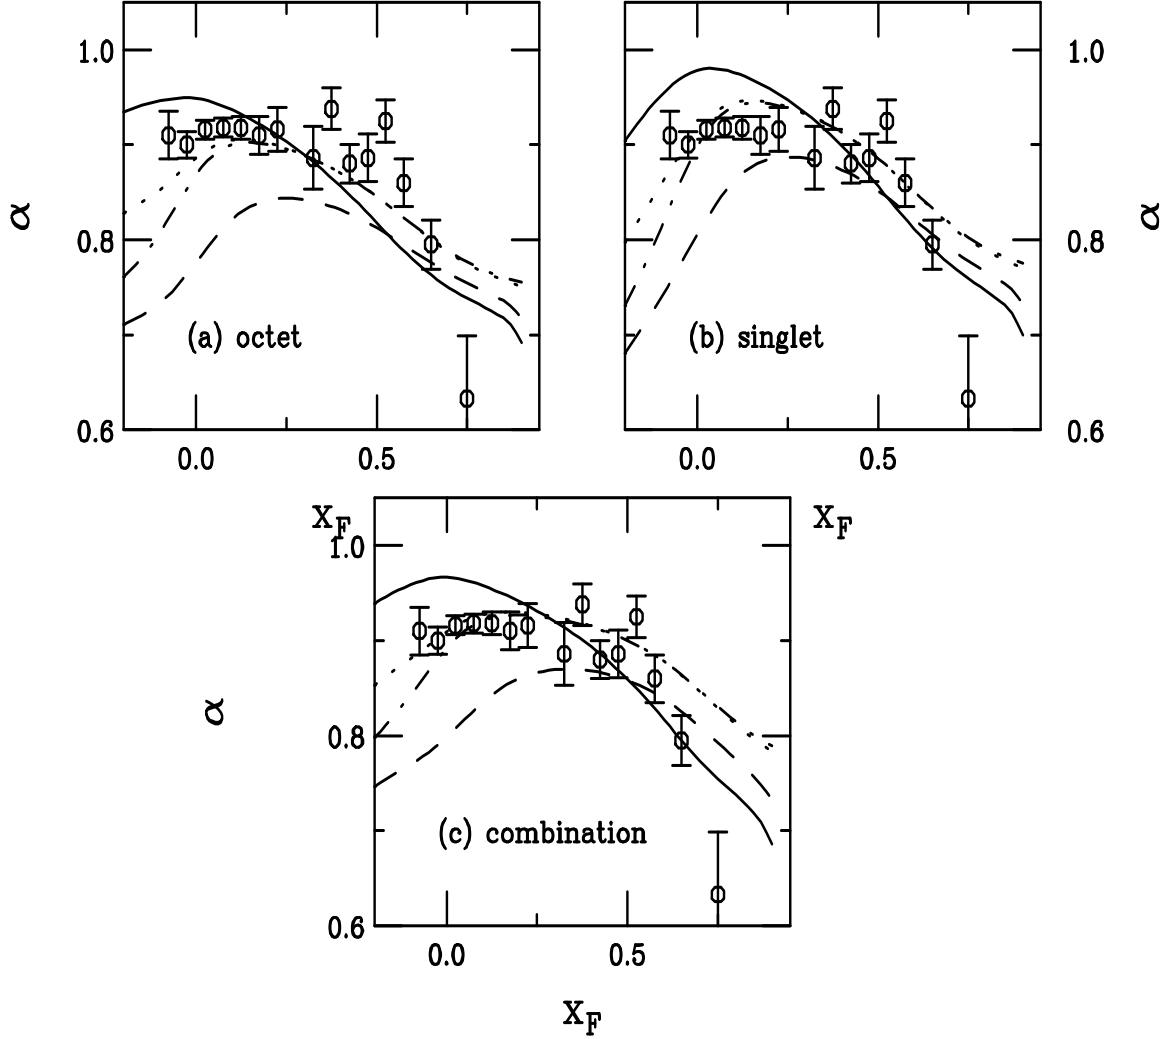 1.0 1.0
α 0.8 0.8 α
(a) octet (b) singlet
0.6 0.6
0.0 0.5 0.0 0.5
X_F X_F
1.0
α 0.8
(c) combination
0.6
0.0 0.5
X_F